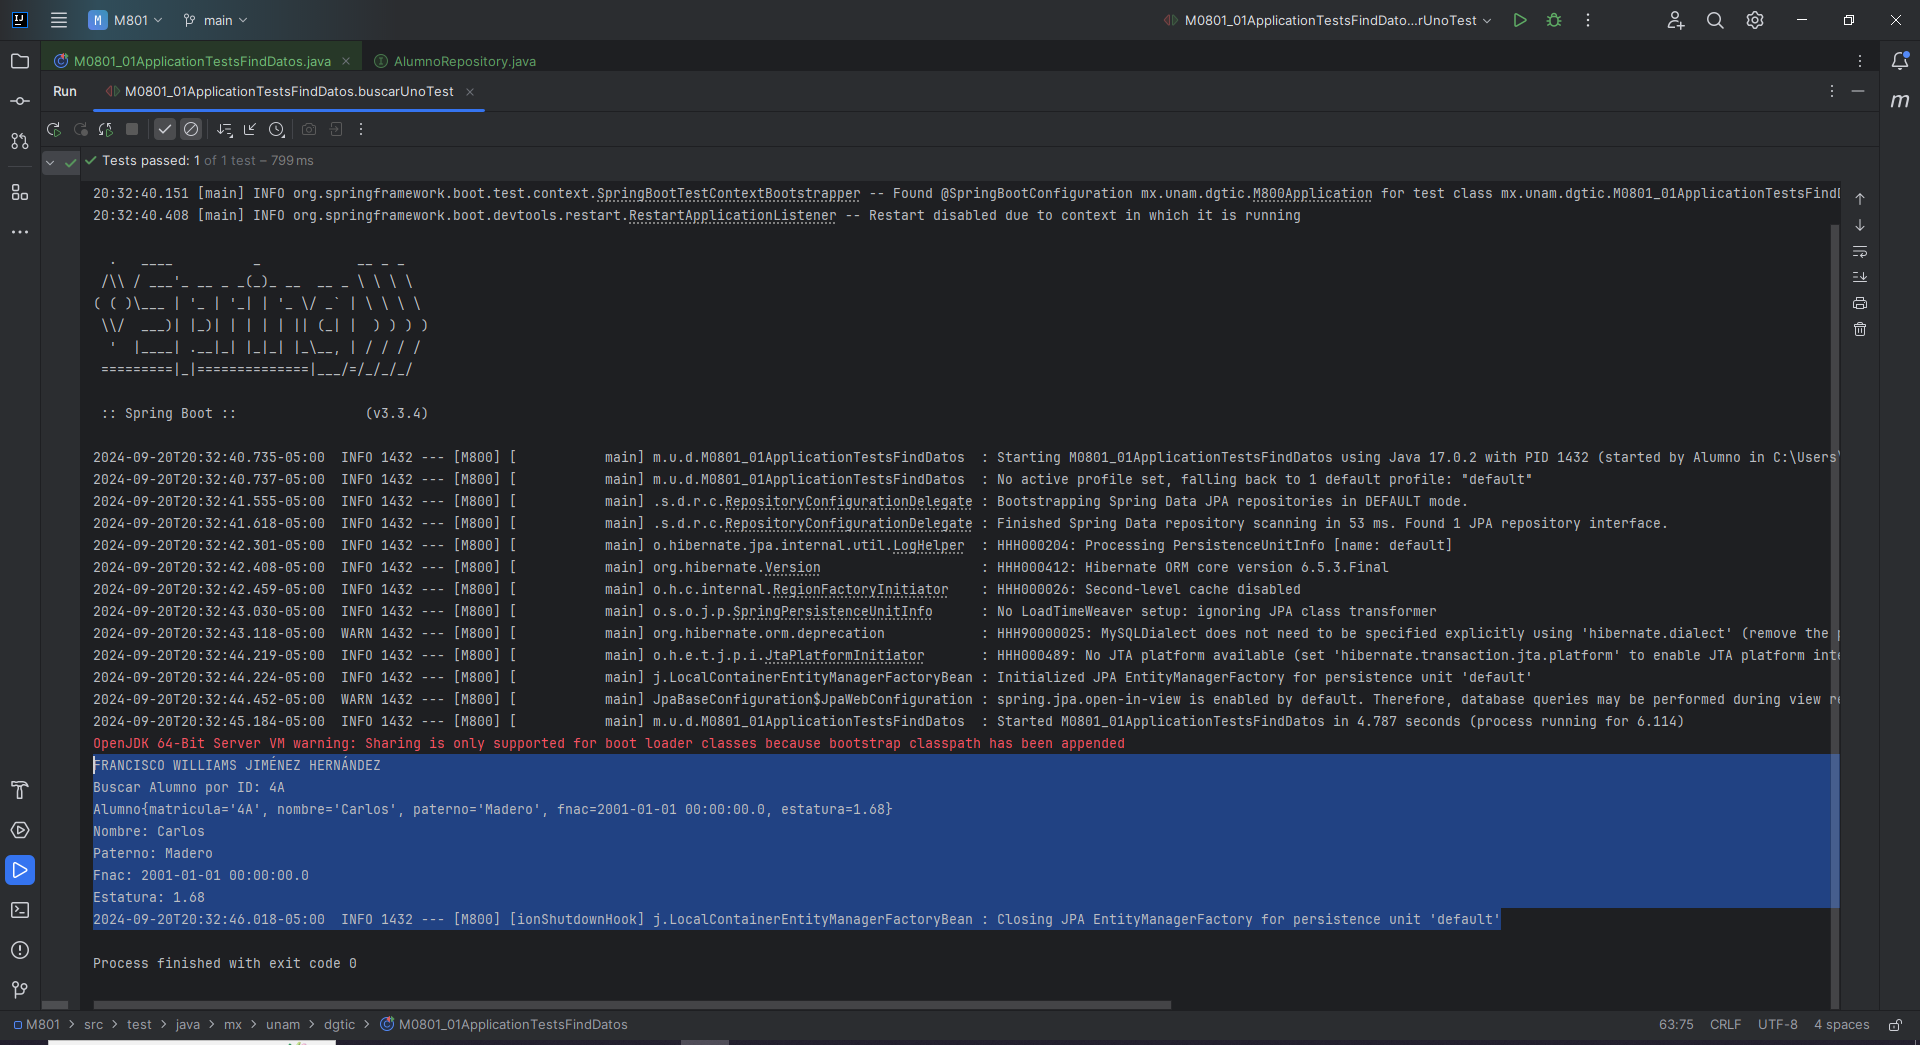 M M801 main M0801_01ApplicationTestsFindDato...rUnoTest
M0801_01ApplicationTestsFindDatos.java AlumnoRepository.java
Run M0801_01ApplicationTestsFindDatos.buscarUnoTest
Tests passed: 1 of 1 test – 799 ms
20:32:40.151 [main] INFO org.springframework.boot.test.context.SpringBootTestContextBootstrapper -- Found @SpringBootConfiguration mx.unam.dgtic.M800Application for test class mx.unam.dgtic.M0801_01ApplicationTestsFindD
20:32:40.408 [main] INFO org.springframework.boot.devtools.restart.RestartApplicationListener -- Restart disabled due to context in which it is running
  .   ____          _            __ _ _
 /\\ / ___'_ __ _ _(_)_ __  __ _ \ \ \ \
( ( )\___ | '_ | '_| | '_ \/ _` | \ \ \ \
 \\/  ___)| |_)| | | | | || (_| |  ) ) ) )
  '  |____| .__|_| |_|_| |_\__, | / / / /
 =========|_|==============|___/=/_/_/_/
 :: Spring Boot ::                (v3.3.4)
2024-09-20T20:32:40.735-05:00  INFO 1432 --- [M800] [           main] m.u.d.M0801_01ApplicationTestsFindDatos  : Starting M0801_01ApplicationTestsFindDatos using Java 17.0.2 with PID 1432 (started by Alumno in C:\Users\
2024-09-20T20:32:40.737-05:00  INFO 1432 --- [M800] [           main] m.u.d.M0801_01ApplicationTestsFindDatos  : No active profile set, falling back to 1 default profile: "default"
2024-09-20T20:32:41.555-05:00  INFO 1432 --- [M800] [           main] .s.d.r.c.RepositoryConfigurationDelegate : Bootstrapping Spring Data JPA repositories in DEFAULT mode.
2024-09-20T20:32:41.618-05:00  INFO 1432 --- [M800] [           main] .s.d.r.c.RepositoryConfigurationDelegate : Finished Spring Data repository scanning in 53 ms. Found 1 JPA repository interface.
2024-09-20T20:32:42.301-05:00  INFO 1432 --- [M800] [           main] o.hibernate.jpa.internal.util.LogHelper  : HHH000204: Processing PersistenceUnitInfo [name: default]
2024-09-20T20:32:42.408-05:00  INFO 1432 --- [M800] [           main] org.hibernate.Version                    : HHH000412: Hibernate ORM core version 6.5.3.Final
2024-09-20T20:32:42.459-05:00  INFO 1432 --- [M800] [           main] o.h.c.internal.RegionFactoryInitiator    : HHH000026: Second-level cache disabled
2024-09-20T20:32:43.030-05:00  INFO 1432 --- [M800] [           main] o.s.o.j.p.SpringPersistenceUnitInfo      : No LoadTimeWeaver setup: ignoring JPA class transformer
2024-09-20T20:32:43.118-05:00  WARN 1432 --- [M800] [           main] org.hibernate.orm.deprecation            : HHH90000025: MySQLDialect does not need to be specified explicitly using 'hibernate.dialect' (remove the p
2024-09-20T20:32:44.219-05:00  INFO 1432 --- [M800] [           main] o.h.e.t.j.p.i.JtaPlatformInitiator       : HHH000489: No JTA platform available (set 'hibernate.transaction.jta.platform' to enable JTA platform inte
2024-09-20T20:32:44.224-05:00  INFO 1432 --- [M800] [           main] j.LocalContainerEntityManagerFactoryBean : Initialized JPA EntityManagerFactory for persistence unit 'default'
2024-09-20T20:32:44.452-05:00  WARN 1432 --- [M800] [           main] JpaBaseConfiguration$JpaWebConfiguration : spring.jpa.open-in-view is enabled by default. Therefore, database queries may be performed during view re
2024-09-20T20:32:45.184-05:00  INFO 1432 --- [M800] [           main] m.u.d.M0801_01ApplicationTestsFindDatos  : Started M0801_01ApplicationTestsFindDatos in 4.787 seconds (process running for 6.114)
OpenJDK 64-Bit Server VM warning: Sharing is only supported for boot loader classes because bootstrap classpath has been appended
FRANCISCO WILLIAMS JIMÉNEZ HERNÁNDEZ
Buscar Alumno por ID: 4A
Alumno{matricula='4A', nombre='Carlos', paterno='Madero', fnac=2001-01-01 00:00:00.0, estatura=1.68}
Nombre: Carlos
Paterno: Madero
Fnac: 2001-01-01 00:00:00.0
Estatura: 1.68
2024-09-20T20:32:46.018-05:00  INFO 1432 --- [M800] [ionShutdownHook] j.LocalContainerEntityManagerFactoryBean : Closing JPA EntityManagerFactory for persistence unit 'default'
Process finished with exit code 0
M801 > src > test > java > mx > unam > dgtic > M0801_01ApplicationTestsFindDatos 63:75 CRLF UTF-8 4 spaces